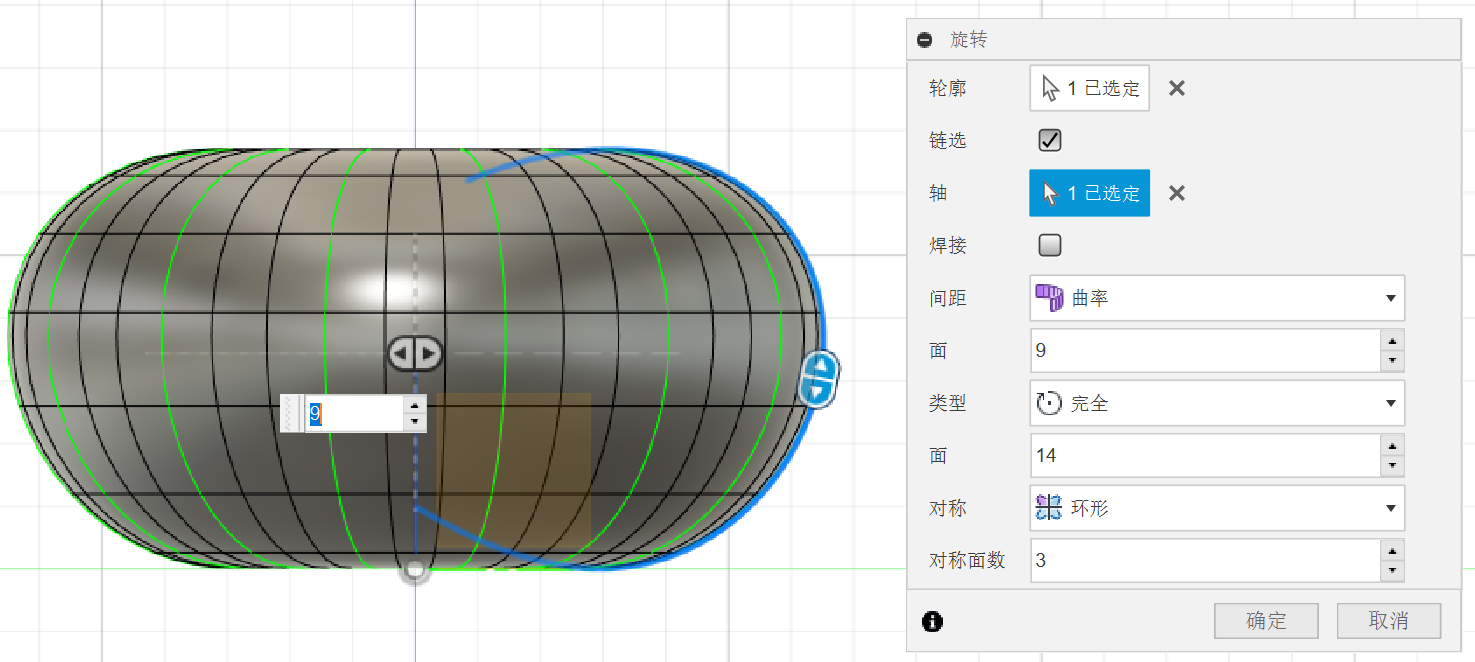 旋转
轮廓 1 已选定
链选
轴 1 已选定
焊接
间距 曲率
面 9
类型 完全
面 14
对称 环形
对称面数 3
确定 取消
9